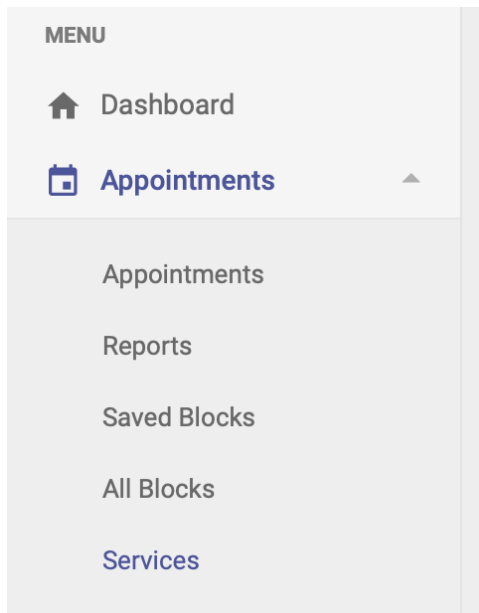 MENU
Dashboard
Appointments
Appointments
Reports
Saved Blocks
All Blocks
Services